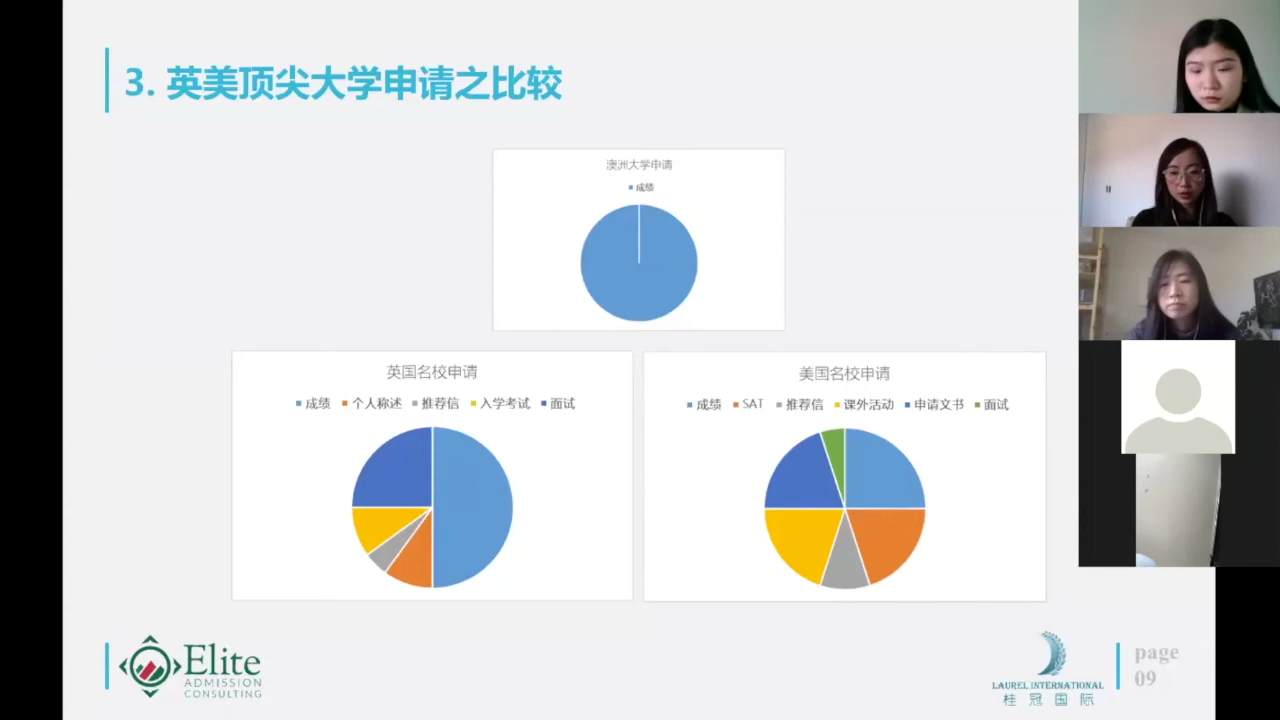 3. 英美顶尖大学申请之比较
澳洲大学申请
成绩
英国名校申请
成绩 个人称述 推荐信 入学考试 面试
美国名校申请
成绩 SAT 推荐信 课外活动 申请文书 面试
Elite
ADMISSION
CONSULTING
LAUREL INTERNATIONAL
桂冠国际
page
09